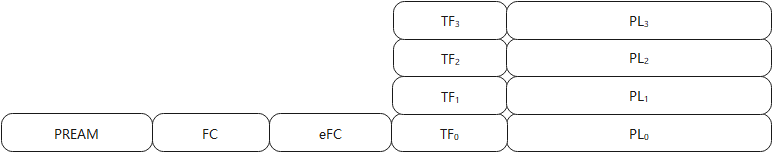 TF₃ PL₃
TF₂ PL₂
TF₁ PL₁
PREAM FC eFC TF₀ PL₀